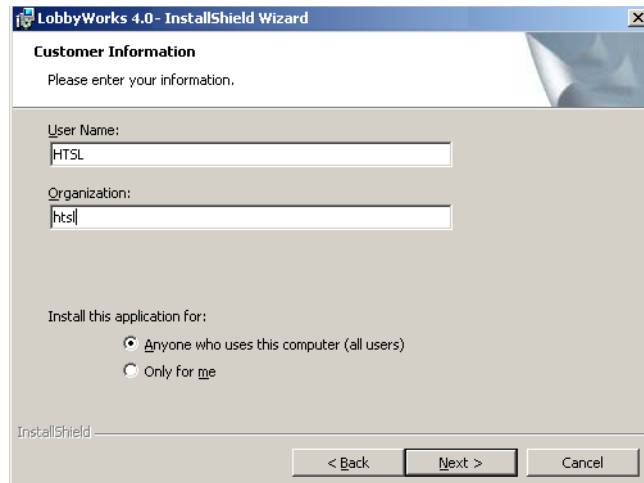 LobbyWorks 4.0- InstallShield Wizard
Customer Information
Please enter your information.
User Name:
HTSL
Organization:
htsl
Install this application for:
Anyone who uses this computer (all users)
Only for me
InstallShield
< Back Next > Cancel